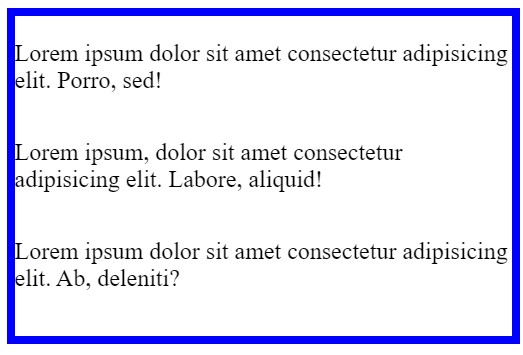 Lorem ipsum dolor sit amet consectetur adipisicing
elit. Porro, sed!
Lorem ipsum, dolor sit amet consectetur
adipisicing elit. Labore, aliquid!
Lorem ipsum dolor sit amet consectetur adipisicing
elit. Ab, deleniti?